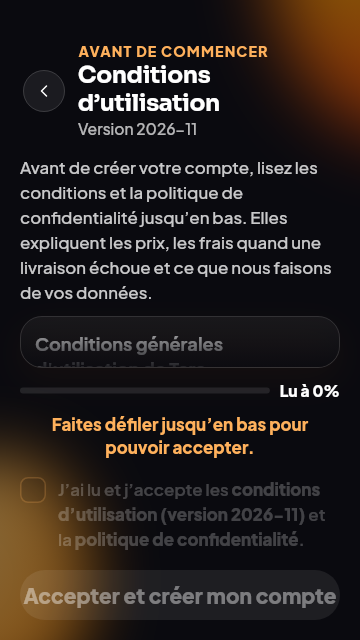 AVANT DE COMMENCER
Conditions
d’utilisation
Version 2026–11
Avant de créer votre compte, lisez les
conditions et la politique de
confidentialité jusqu’en bas. Elles
expliquent les prix, les frais quand une
livraison échoue et ce que nous faisons
de vos données.
Conditions générales
Lu à 0%
Faites défiler jusqu’en bas pour
pouvoir accepter.
J’ai lu et j’accepte les conditions
d’utilisation (version 2026–11) et
la politique de confidentialité.
Accepter et créer mon compte